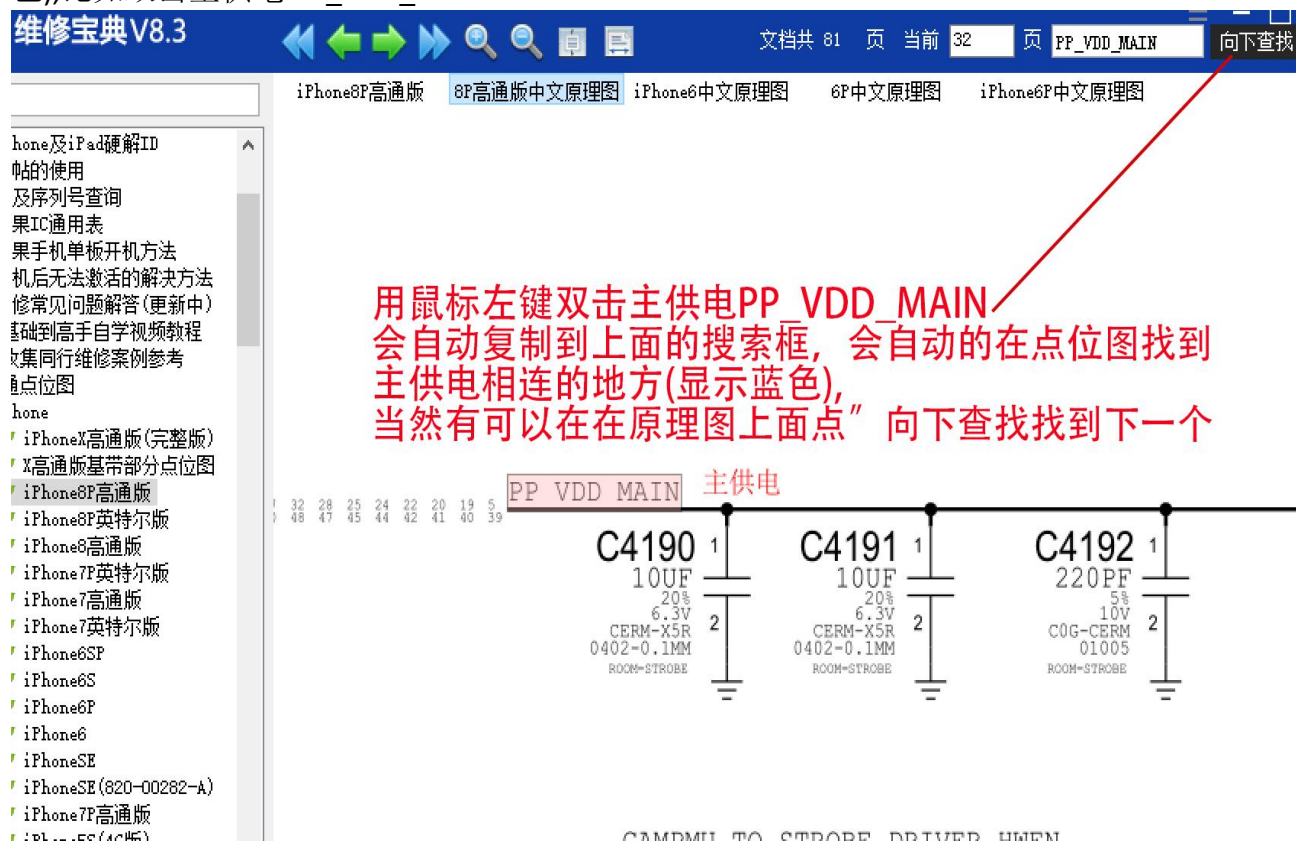 维修宝典V8.3
文档共 81 页 当前 32 页 PP_VDD_MAIN 向下查找
iPhone8P高通版 8P高通版中文原理图 iPhone6中文原理图 6P中文原理图 iPhone6P中文原理图
hone及iPad硬解ID
帖的使用
及序列号查询
果IC通用表
果手机单板开机方法
机后无法激活的解决方法
修常见问题解答(更新中)
基础到高手自学视频教程
收集同行维修案例参考
通点位图
hone
iPhoneX高通版(完整版)
X高通版基带部分点位图
iPhone8P高通版
iPhone8P英特尔版
iPhone8高通版
iPhone7P英特尔版
iPhone7高通版
iPhone7英特尔版
iPhone6SP
iPhone6S
iPhone6P
iPhone6
iPhoneSE
iPhoneSE(820-00282-A)
iPhone7P高通版
用鼠标左键双击主供电PP_VDD_MAIN
会自动复制到上面的搜索框，会自动的在点位图找到
主供电相连的地方(显示蓝色),
当然有可以在在原理图上面点”向下查找找到下一个
PP VDD MAIN 主供电
32 28 25 24 22 20 19 5
48 47 45 44 42 41 40 39
C4190 1
10UF
20%
6.3V
CERM-X5R 2
0402-0.1MM
ROOM=STROBE
C4191 1
10UF
20%
6.3V
CERM-X5R 2
0402-0.1MM
ROOM=STROBE
C4192 1
220PF
5%
10V
C0G-CERM 2
01005
ROOM=STROBE
CAMPMU TO STROBE DRIVER HWEN